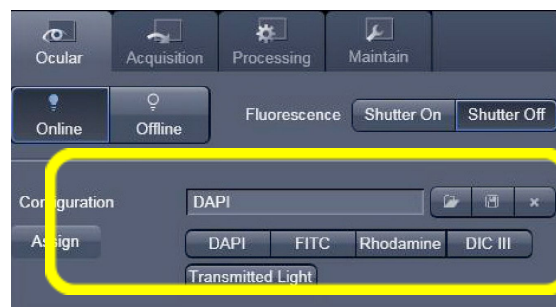 Ocular Acquisition Processing Maintain
Online Offline Fluorescence Shutter On Shutter Off
Configuration DAPI
Assign DAPI FITC Rhodamine DIC III
Transmitted Light